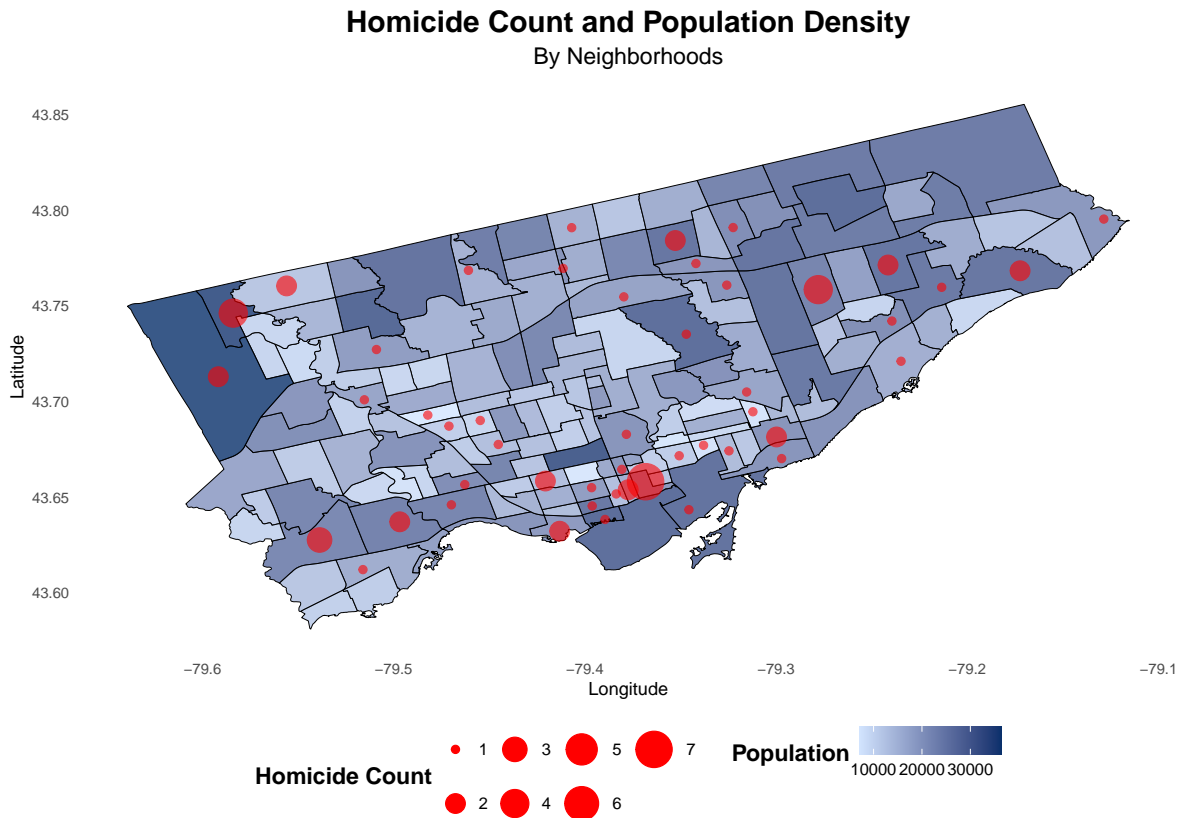 Homicide Count and Population Density
By Neighborhoods
43.85
43.80
43.75
43.70
43.65
43.60
Latitude
−79.6 −79.5 −79.4 −79.3 −79.2 −79.1
Longitude
Homicide Count
1 3 5 7
2 4 6
Population
10000 20000 30000